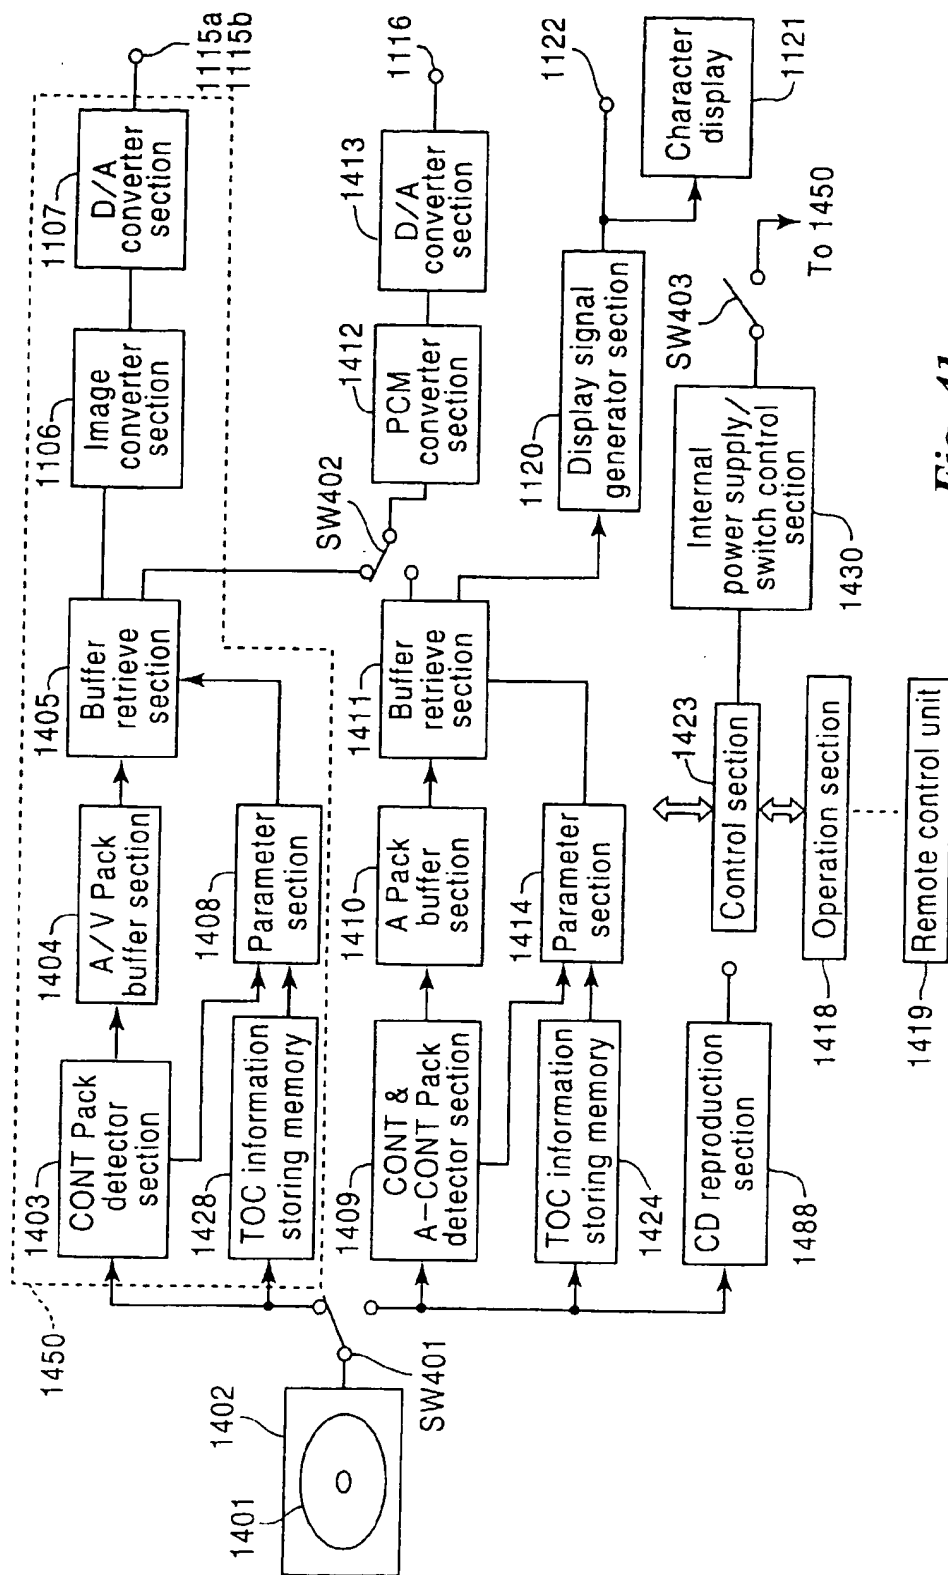 1450
1403
CONT Pack
detector
section
1404
A/V Pack
buffer section
1405
Buffer
retrieve
section
1106
Image
converter
section
1107
D/A
converter
section
1115a
1115b
1428
TOC information
storing memory
1408
Parameter
section
1402
1401
SW401
SW402
1409
CONT &
A-CONT Pack
detector section
1410
A Pack
buffer
section
1411
Buffer
retrieve
section
1412
PCM
converter
section
1413
D/A
converter
section
1116
1424
TOC information
storing memory
1414
Parameter
section
1120
Display signal
generator section
1122
Character
display
1121
1488
CD reproduction
section
1423
Control section
1418
Operation section
1419
Remote control unit
1430
Internal
power supply/
switch control
section
SW403
To 1450